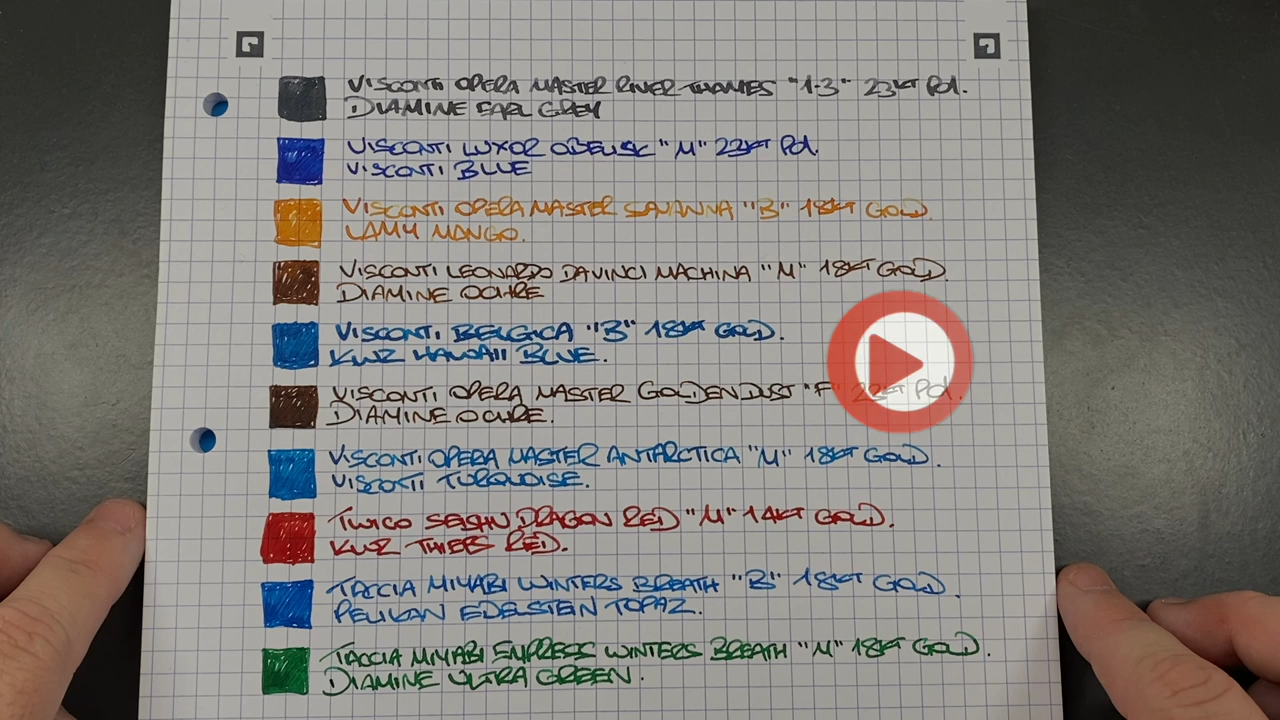 VISCONTI OPERA MASTER RIVER THAMES "1.3" 23KT Pd.
DIAMINE EARL GREY
VISCONTI LUXOR OBELISC "M" 23KT Pd.
VISCONTI BLUE
VISCONTI OPERA MASTER SAVANNA "B" 18KT GOLD.
LAMY MANGO.
VISCONTI LEONARDO DAVINCI MACHINA "M" 18KT GOLD.
DIAMINE OCHRE
VISCONTI BELGICA "B" 18KT GOLD.
KWZ HAWAII BLUE.
VISCONTI OPERA MASTER GOLDEN DUST "F" 23KT Pd.
DIAMINE OCHRE.
VISCONTI OPERA MASTER ANTARCTICA "M" 18KT GOLD.
VISCONTI TURQUOISE.
TWICO DRAGON RED "M" 14KT GOLD.
KWZ RED.
TACCIA MIYABI WINTERS BREATH "B" 18KT GOLD.
PELIKAN EDELSTEIN TOPAZ.
TACCIA MIYABI EMPRESS WINTERS BREATH "M" 18KT GOLD.
DIAMINE ULTRA GREEN.